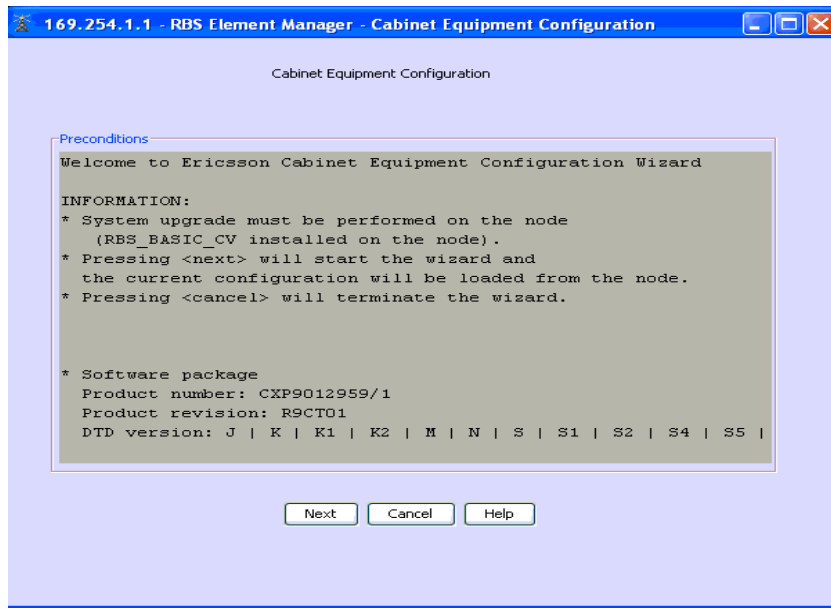 169.254.1.1 - RBS Element Manager - Cabinet Equipment Configuration
Cabinet Equipment Configuration
Preconditions
Welcome to Ericsson Cabinet Equipment Configuration Wizard
INFORMATION:
* System upgrade must be performed on the node
(RBS_BASIC_CV installed on the node).
* Pressing <next> will start the wizard and
the current configuration will be loaded from the node.
* Pressing <cancel> will terminate the wizard.
* Software package
Product number: CXP9012959/1
Product revision: R9CT01
DTD version: J | K | K1 | K2 | M | N | S | S1 | S2 | S4 | S5 |
Next Cancel Help